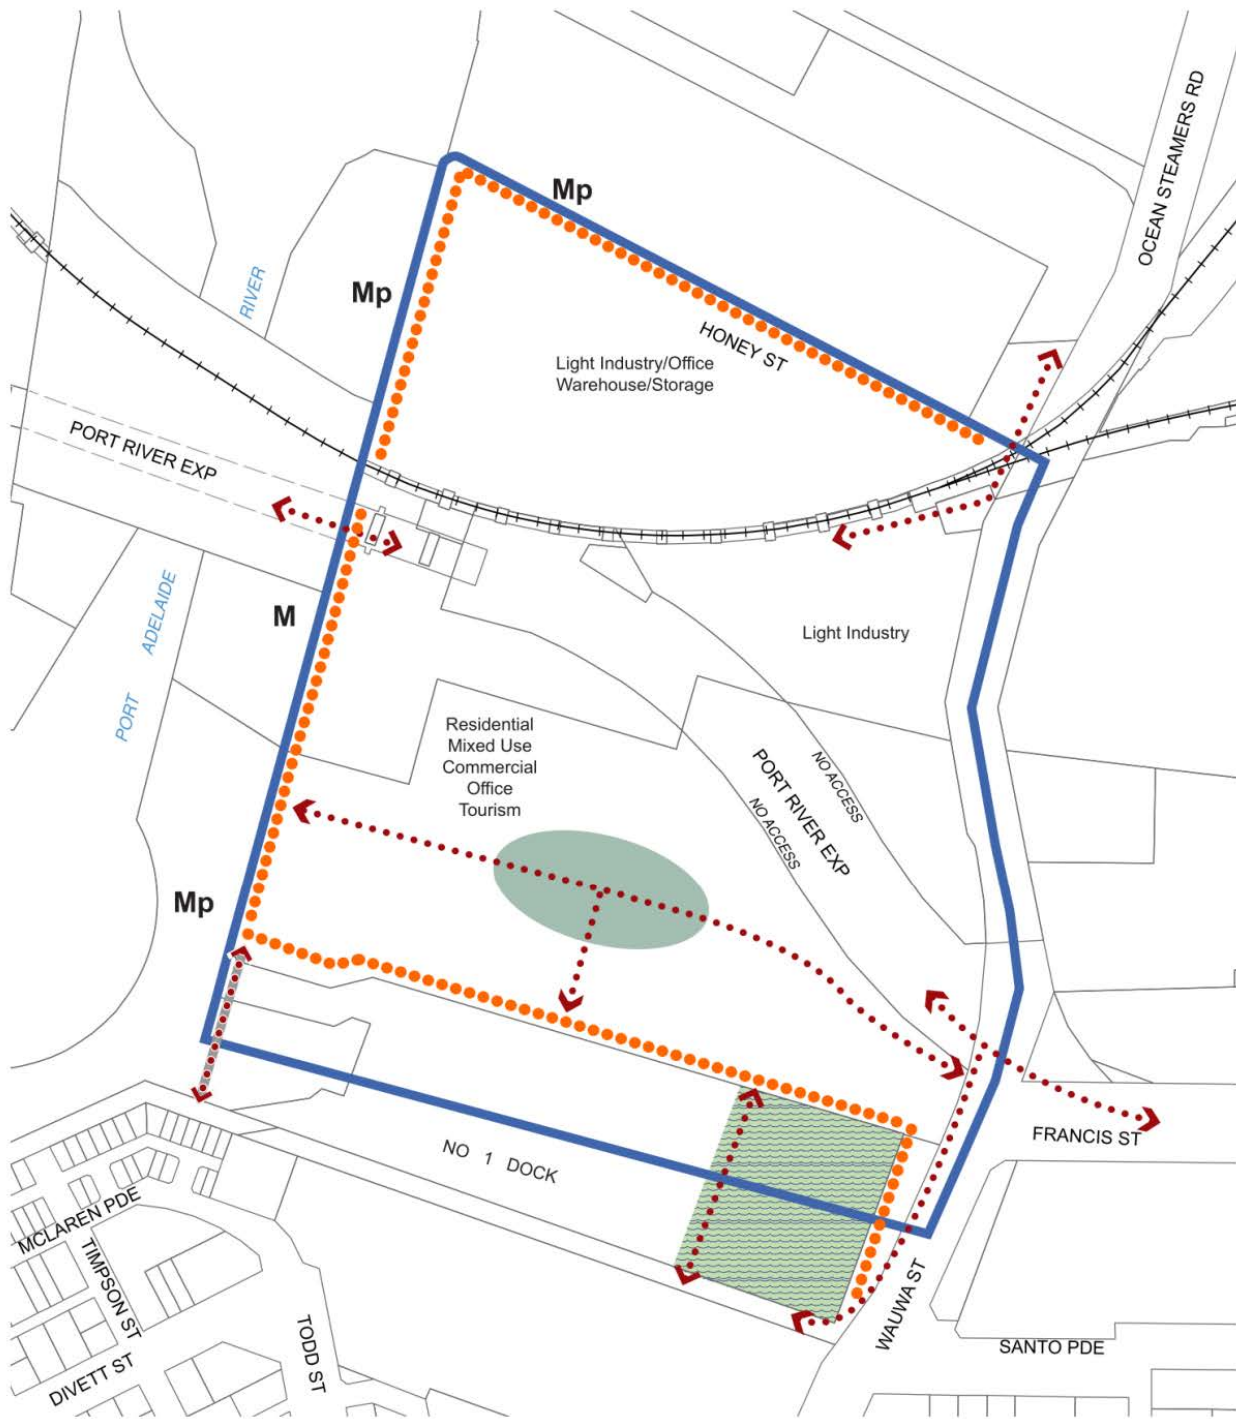 OCEAN STEAMERS RD
Mp
Mp
RIVER
HONEY ST
Light Industry/Office
Warehouse/Storage
PORT RIVER EXP
ADELAIDE
M
Light Industry
PORT
Residential
Mixed Use
Commercial
Office
Tourism
NO ACCESS
PORT RIVER EXP
NO ACCESS
Mp
FRANCIS ST
NO 1 DOCK
MCLAREN PDE
TIMPSON ST
WAUWA ST
TODD ST
SANTO PDE
DIVETT ST